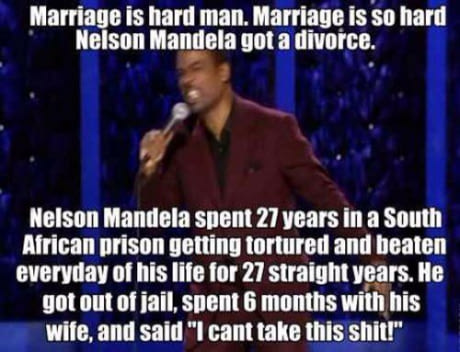 Marriage is hard man. Marriage is so hard
Nelson Mandela got a divorce.
Nelson Mandela spent 27 years in a South
African prison getting tortured and beaten
everyday of his life for 27 straight years. He
got out of jail, spent 6 months with his
wife, and said "I cant take this shit!"